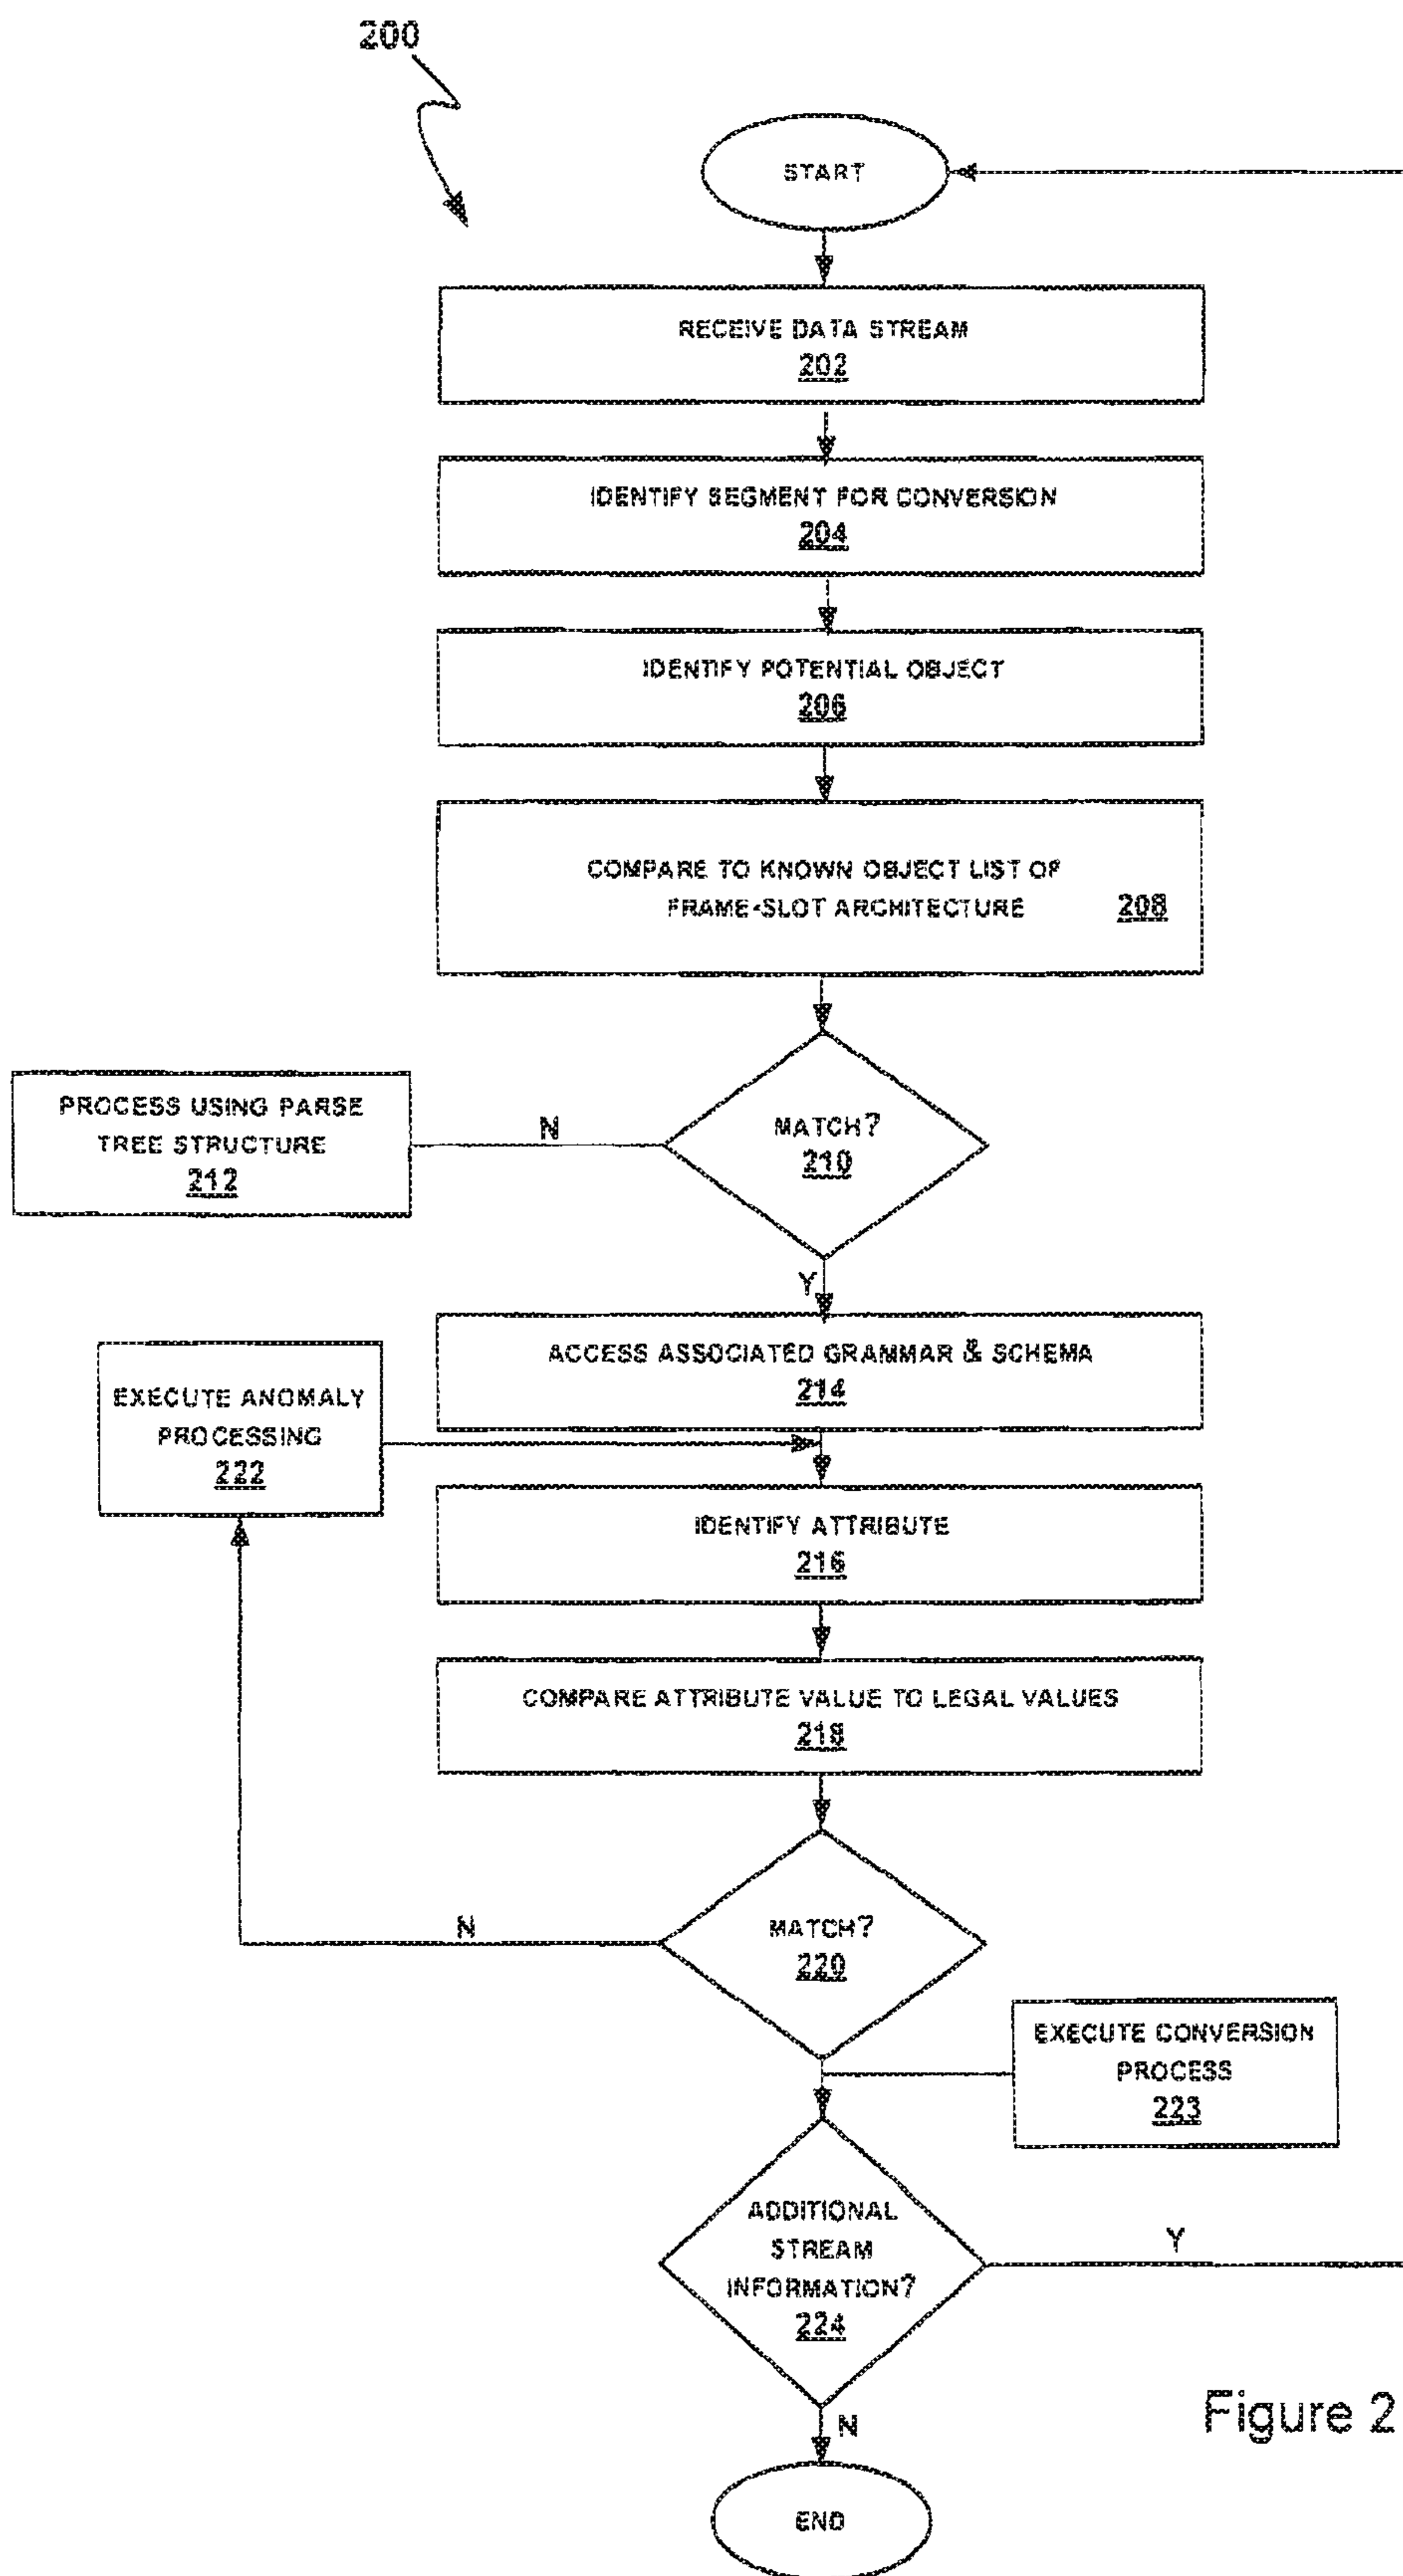 200
START
RECEIVE DATA STREAM
202
IDENTIFY SEGMENT FOR CONVERSION
204
IDENTIFY POTENTIAL OBJECT
206
COMPARE TO KNOWN OBJECT LIST OF
FRAME-SLOT ARCHITECTURE
208
PROCESS USING PARSE
TREE STRUCTURE
212
N
MATCH?
210
Y
ACCESS ASSOCIATED GRAMMAR & SCHEMA
214
EXECUTE ANOMALY
PROCESSING
222
IDENTIFY ATTRIBUTE
216
COMPARE ATTRIBUTE VALUE TO LEGAL VALUES
218
N
MATCH?
220
EXECUTE CONVERSION
PROCESS
223
ADDITIONAL
STREAM
INFORMATION?
224
Y
N
END
Figure 2